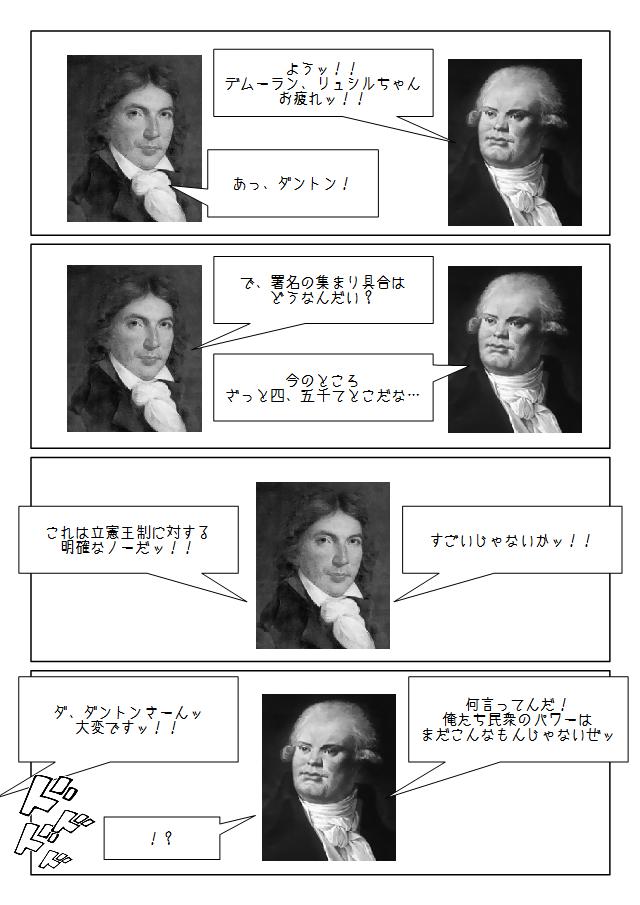 ようッ！！
デムーラン、リュシルちゃん
お疲れッ！！
あっ、ダントン！
で、署名の集まり具合は
どうなんだい？
今のところ
ざっと四、五千てとこだな…
すごいじゃないかッ！！
これは立憲王制に対する
明確なノーだッ！！
何言ってんだ！
俺たち民衆のパワーは
まだこんなもんじゃないぜッ
ダ、ダントンさーんッ
大変ですッ！！
ドドドド
！？